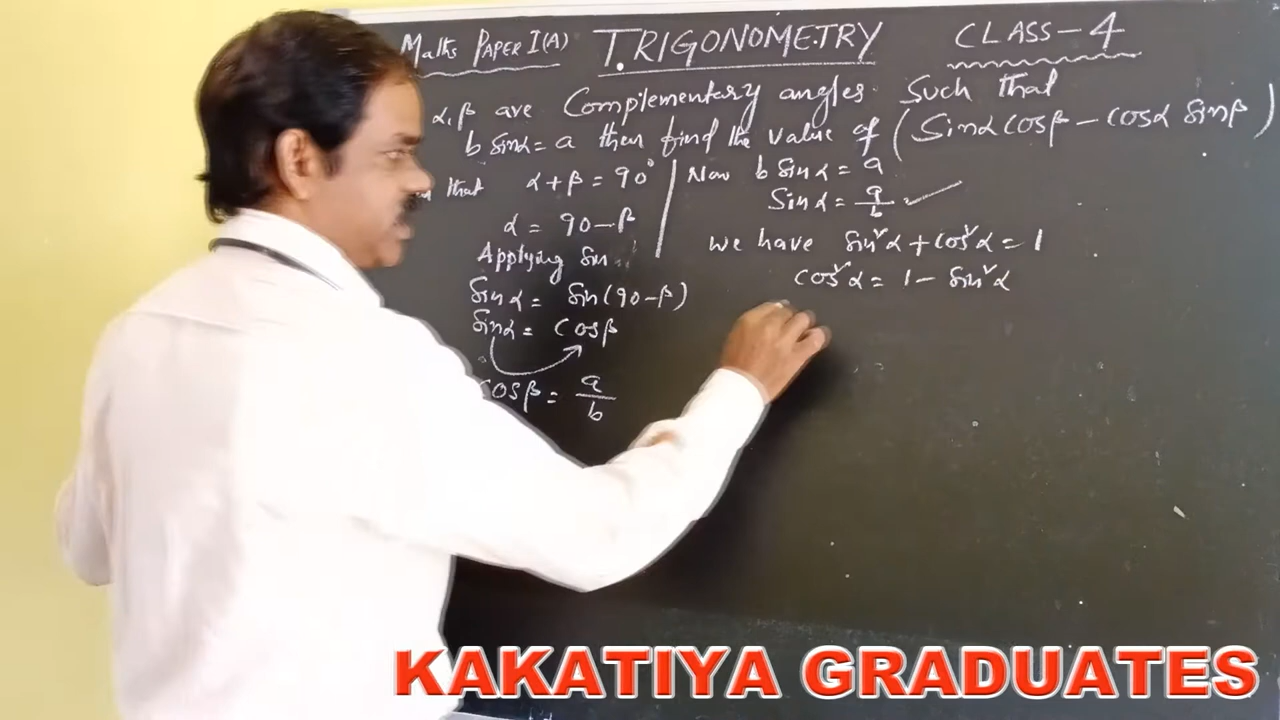 Maths PAPER I(A) TRIGONOMETRY CLASS-4
α, β are Complementary angles. Such that
b Sinα = a then find the value of (Sinα cosβ - cosα sinβ)
that α + β = 90°
α = 90-β
Applying Sin
Sinα = Sin(90-β)
Sinα = Cosβ
cosβ = a/b
Now b Sinα = a
Sinα = a/b ✓
we have sin²α + cos²α = 1
cos²α = 1 - sin²α
KAKATIYA GRADUATES